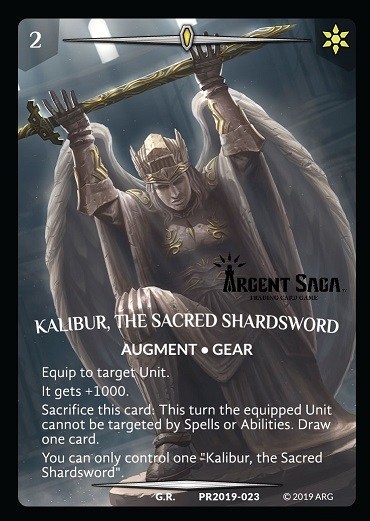 2
ARGENT SAGA
TRADING CARD GAME
KALIBUR, THE SACRED SHARDSWORD
AUGMENT • GEAR
Equip to target Unit.
It gets +1000.
Sacrifice this card: This turn the equipped Unit
cannot be targeted by Spells or Abilities. Draw
one card.
You can only control one "Kalibur, the Sacred
Shardsword".
G.R. PR2019-023 © 2019 ARG